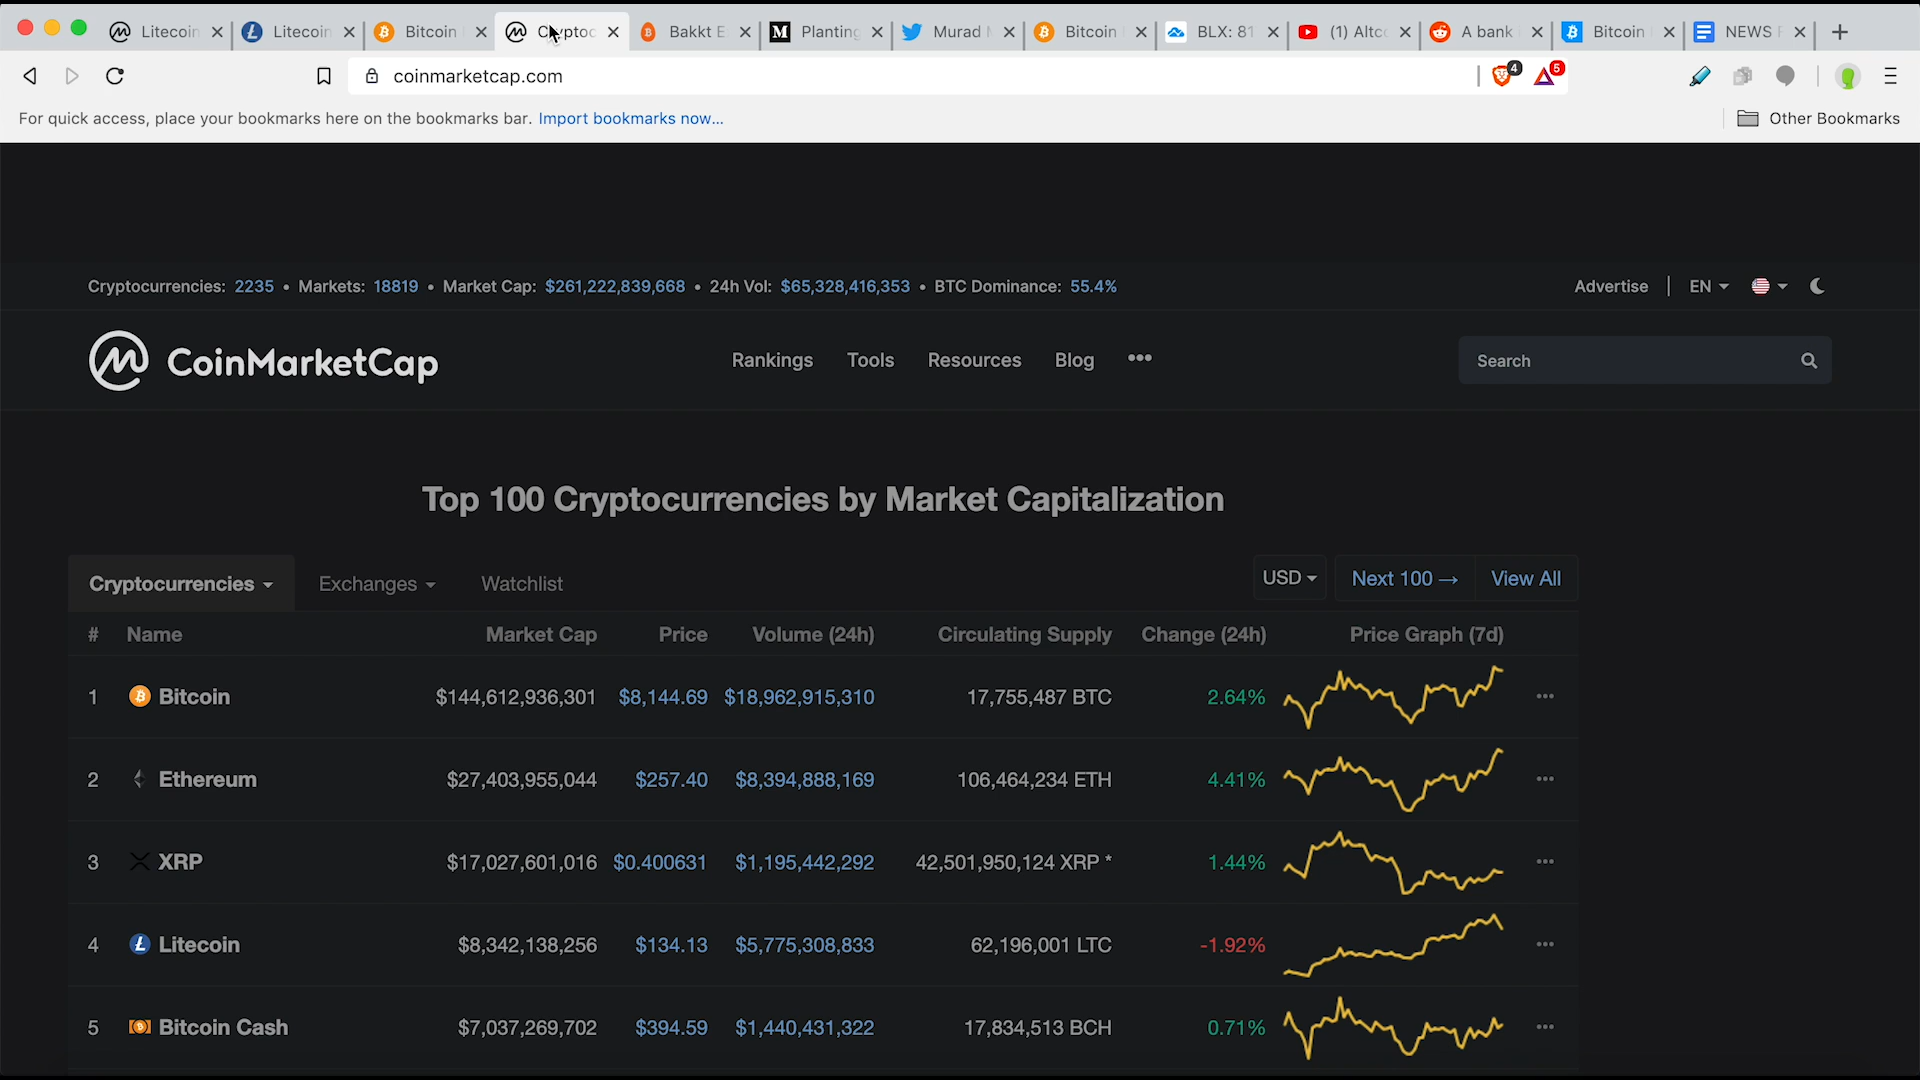 Litecoin
Litecoin
Bitcoin
Cryptoc
Bakkt E
Planting
Murad
Bitcoin
BLX: 81
(1) Altc
A bank
Bitcoin
NEWS
coinmarketcap.com
4
5
For quick access, place your bookmarks here on the bookmarks bar. Import bookmarks now...
Other Bookmarks
Cryptocurrencies: 2235 • Markets: 18819 • Market Cap: $261,222,839,668 • 24h Vol: $65,328,416,353 • BTC Dominance: 55.4%
Advertise
EN
CoinMarketCap
Rankings Tools Resources Blog •••
Search
Top 100 Cryptocurrencies by Market Capitalization
Cryptocurrencies Exchanges Watchlist
USD Next 100 → View All
# Name Market Cap Price Volume (24h) Circulating Supply Change (24h) Price Graph (7d)
1 Bitcoin $144,612,936,301 $8,144.69 $18,962,915,310 17,755,487 BTC 2.64%
2 Ethereum $27,403,955,044 $257.40 $8,394,888,169 106,464,234 ETH 4.41%
3 XRP $17,027,601,016 $0.400631 $1,195,442,292 42,501,950,124 XRP * 1.44%
4 Litecoin $8,342,138,256 $134.13 $5,775,308,833 62,196,001 LTC -1.92%
5 Bitcoin Cash $7,037,269,702 $394.59 $1,440,431,322 17,834,513 BCH 0.71%